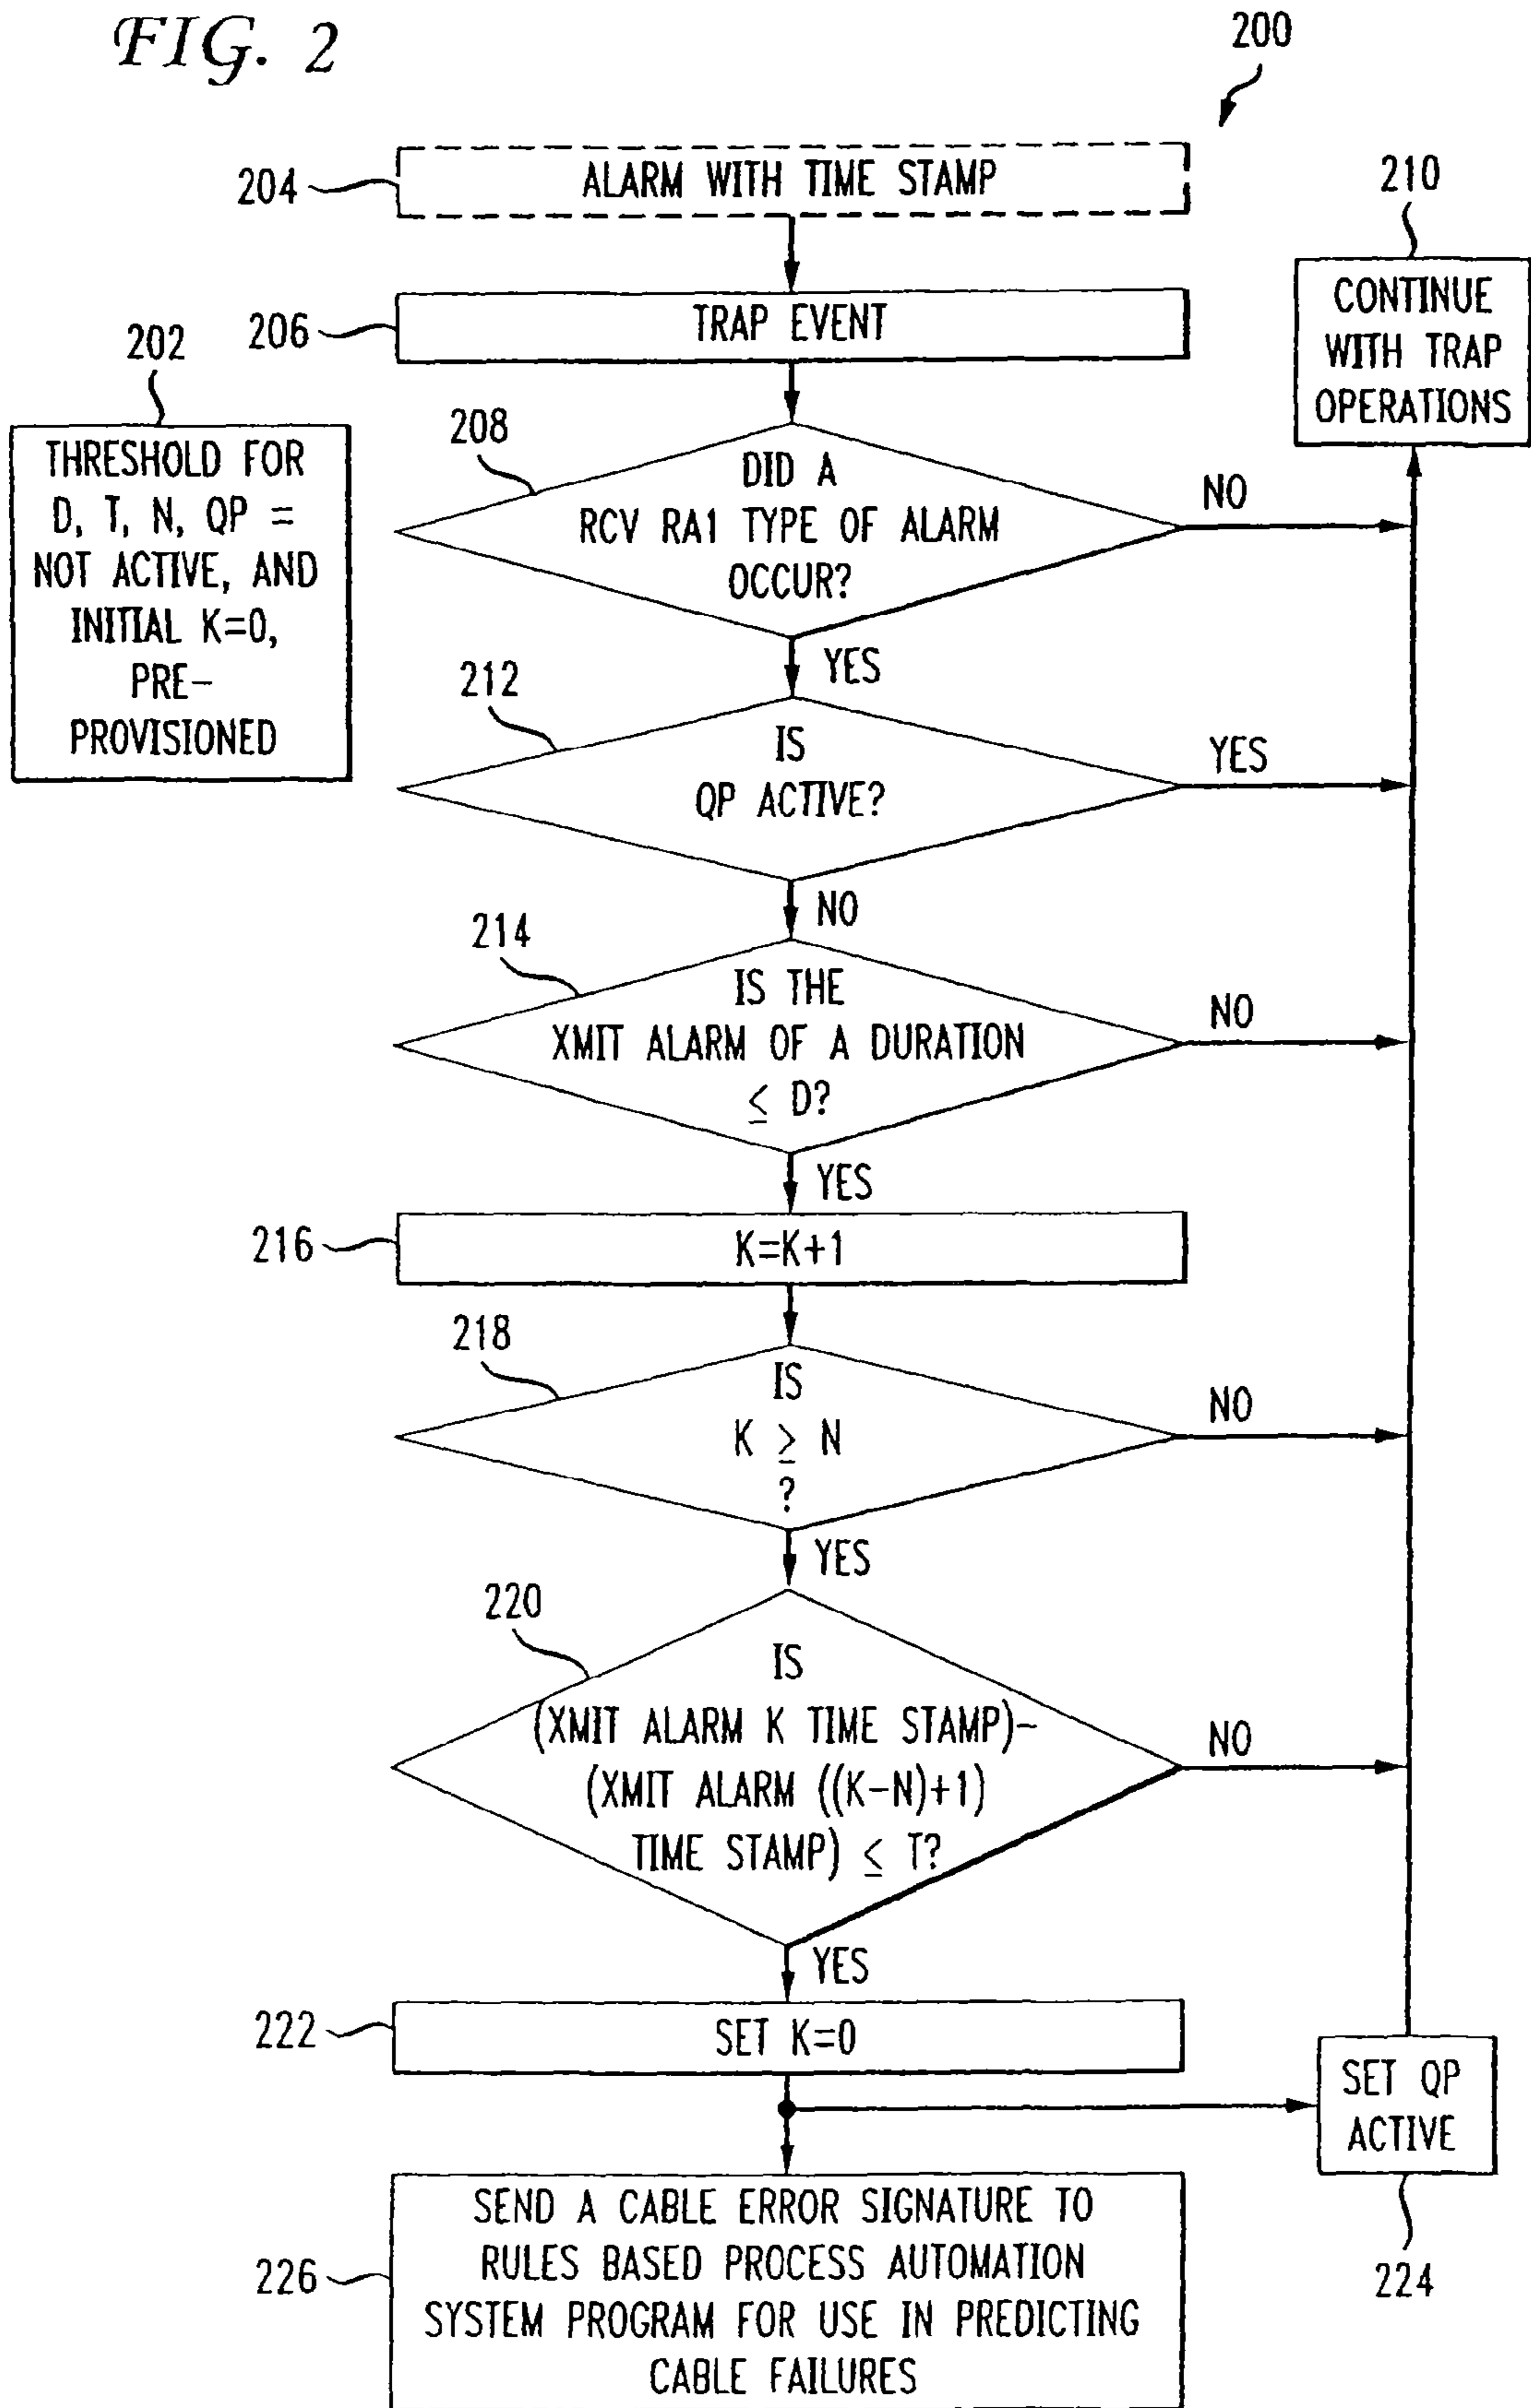 FIG. 2
200
204
ALARM WITH TIME STAMP
210
CONTINUE
WITH TRAP
OPERATIONS
206
TRAP EVENT
202
THRESHOLD FOR
D, T, N, QP =
NOT ACTIVE, AND
INITIAL K=0,
PRE-
PROVISIONED
208
DID A
RCV RA1 TYPE OF ALARM
OCCUR?
NO
YES
212
IS
QP ACTIVE?
YES
NO
214
IS THE
XMIT ALARM OF A DURATION
≤ D?
NO
YES
216
K=K+1
218
IS
K ≥ N
?
NO
YES
220
IS
(XMIT ALARM K TIME STAMP)-
(XMIT ALARM ((K-N)+1)
TIME STAMP) ≤ T?
NO
YES
222
SET K=0
SET QP
ACTIVE
224
226
SEND A CABLE ERROR SIGNATURE TO
RULES BASED PROCESS AUTOMATION
SYSTEM PROGRAM FOR USE IN PREDICTING
CABLE FAILURES